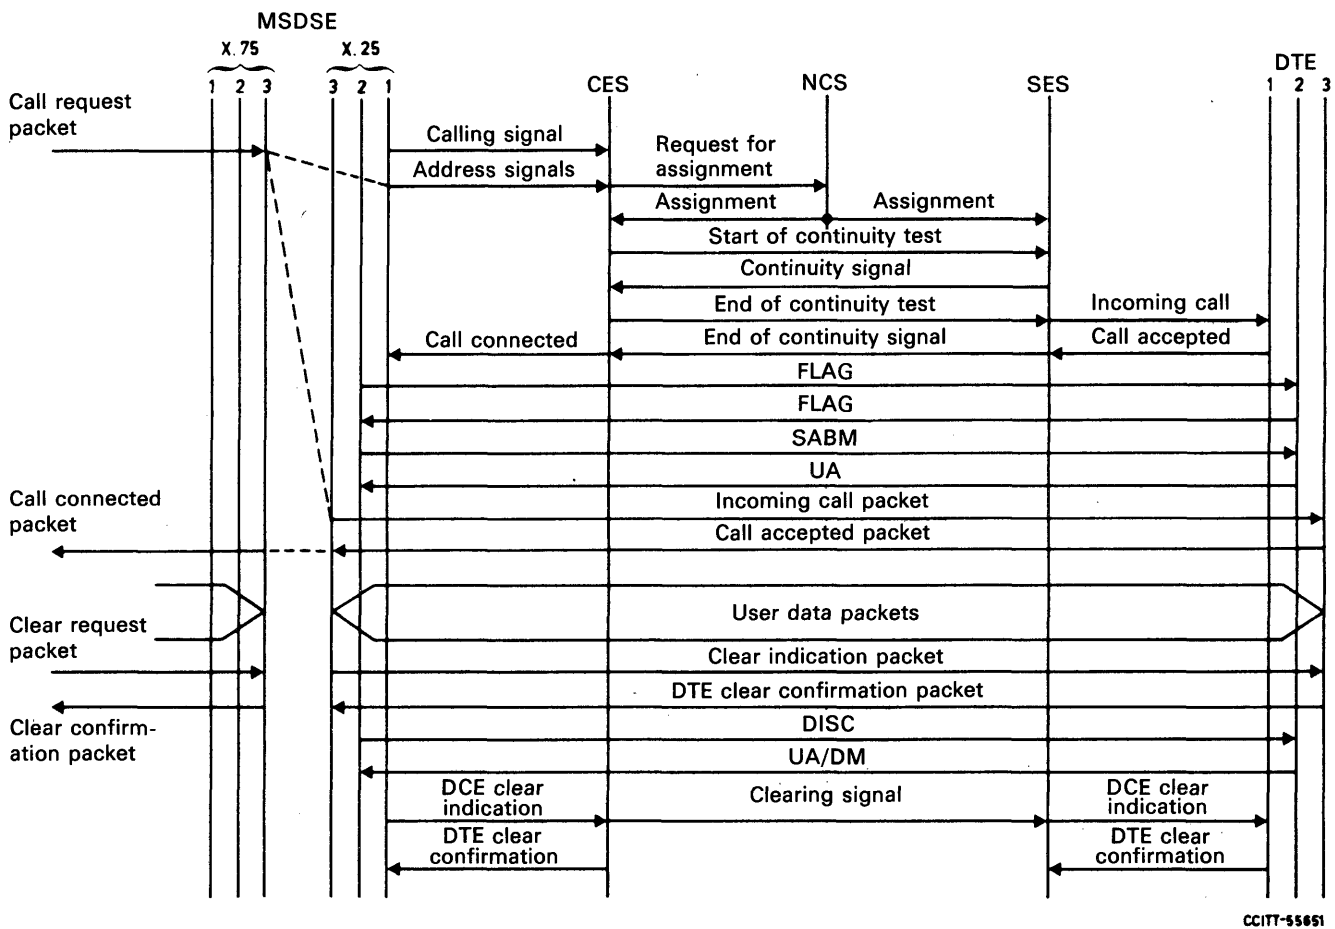 MSDSE
X.75
X.25
1 2 3
3 2 1
CES
NCS
SES
DTE
1 2 3
Call request
packet
Calling signal
Address signals
Request for
assignment
Assignment
Assignment
Start of continuity test
Continuity signal
End of continuity test
Incoming call
Call connected
End of continuity signal
Call accepted
FLAG
FLAG
SABM
UA
Call connected
packet
Incoming call packet
Call accepted packet
User data packets
Clear request
packet
Clear indication packet
DTE clear confirmation packet
Clear confirm-
ation packet
DISC
UA/DM
DCE clear
indication
Clearing signal
DCE clear
indication
DTE clear
confirmation
DTE clear
confirmation
CCITT-55651